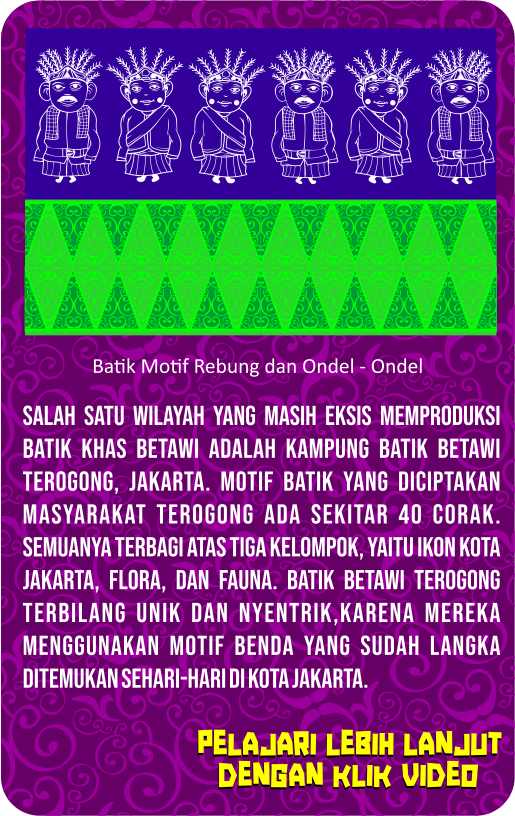 Batik Motif Rebung dan Ondel - Ondel
SALAH SATU WILAYAH YANG MASIH EKSIS MEMPRODUKSI
BATIK KHAS BETAWI ADALAH KAMPUNG BATIK BETAWI
TEROGONG, JAKARTA. MOTIF BATIK YANG DICIPTAKAN
MASYARAKAT TEROGONG ADA SEKITAR 40 CORAK.
SEMUANYA TERBAGI ATAS TIGA KELOMPOK, YAITU IKON KOTA
JAKARTA, FLORA, DAN FAUNA. BATIK BETAWI TEROGONG
TERBILANG UNIK DAN NYENTRIK,KARENA MEREKA
MENGGUNAKAN MOTIF BENDA YANG SUDAH LANGKA
DITEMUKAN SEHARI-HARI DI KOTA JAKARTA.
PELAJARI LEBIH LANJUT
DENGAN KLIK VIDEO